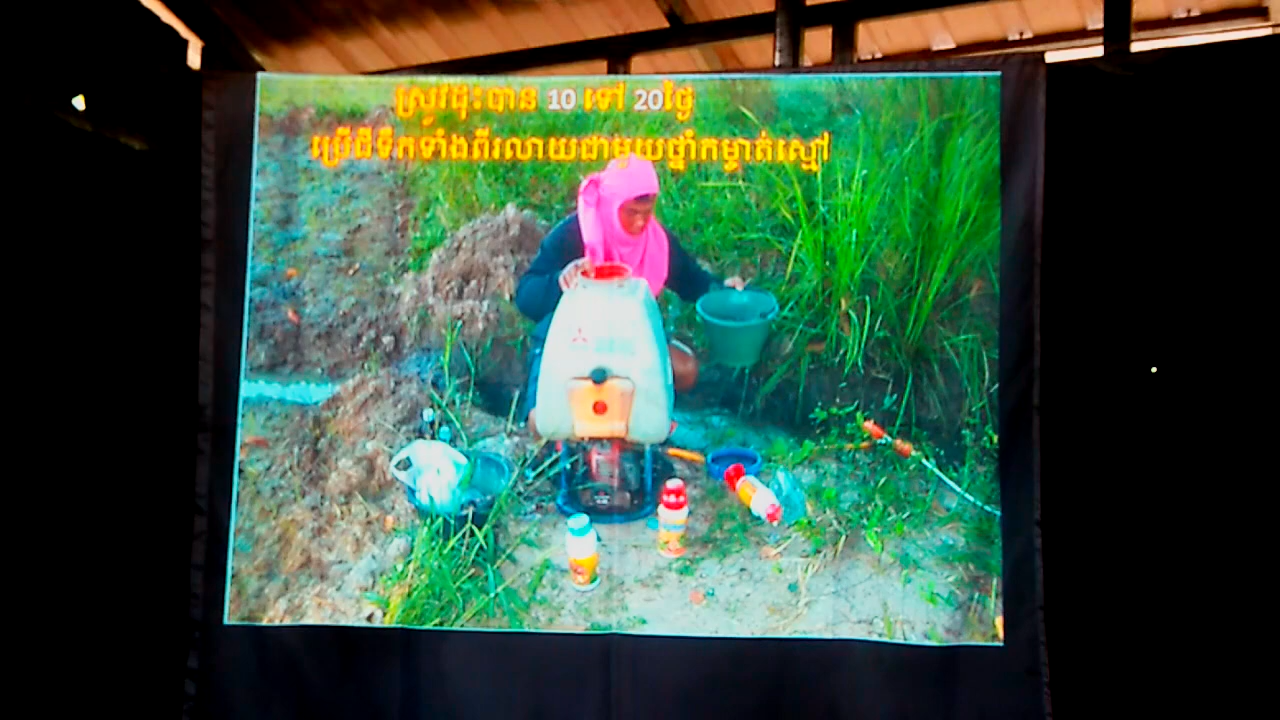 ស្រូវដុះបាន 10 ទៅ 20ថ្ងៃ
ប្រើជីទឹកទាំងពីរលាយជាមួយថ្នាំកម្ចាត់ស្មៅ